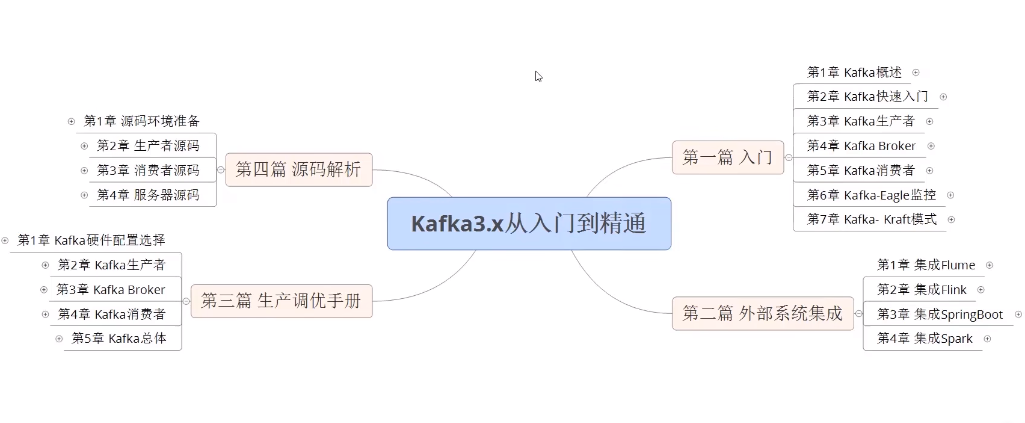 Kafka3.x从入门到精通
第一篇 入门
第1章 Kafka概述
第2章 Kafka快速入门
第3章 Kafka生产者
第4章 Kafka Broker
第5章 Kafka消费者
第6章 Kafka-Eagle监控
第7章 Kafka- Kraft模式
第二篇 外部系统集成
第1章 集成Flume
第2章 集成Flink
第3章 集成SpringBoot
第4章 集成Spark
第三篇 生产调优手册
第1章 Kafka硬件配置选择
第2章 Kafka生产者
第3章 Kafka Broker
第4章 Kafka消费者
第5章 Kafka总体
第四篇 源码解析
第1章 源码环境准备
第2章 生产者源码
第3章 消费者源码
第4章 服务器源码